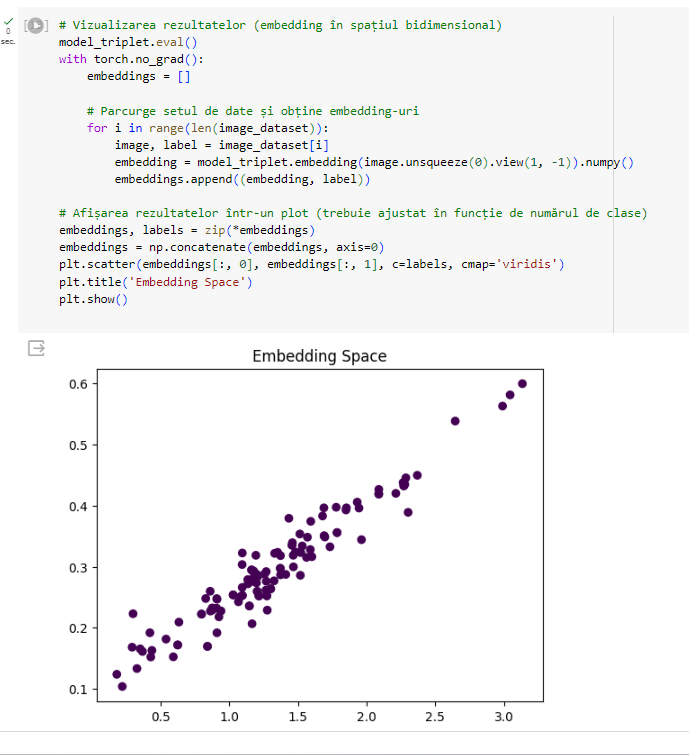 # Vizualizarea rezultatelor (embedding în spațiul bidimensional)
0
sec.
model_triplet.eval()
with torch.no_grad():
    embeddings = []

    # Parcurge setul de date și obține embedding-uri
    for i in range(len(image_dataset)):
        image, label = image_dataset[i]
        embedding = model_triplet.embedding(image.unsqueeze(0).view(1, -1)).numpy()
        embeddings.append((embedding, label))

# Afișarea rezultatelor într-un plot (trebuie ajustat în funcție de numărul de clase)
embeddings, labels = zip(*embeddings)
embeddings = np.concatenate(embeddings, axis=0)
plt.scatter(embeddings[:, 0], embeddings[:, 1], c=labels, cmap='viridis')
plt.title('Embedding Space')
plt.show()
Embedding Space
0.6
0.5
0.4
0.3
0.2
0.1
0.5 1.0 1.5 2.0 2.5 3.0